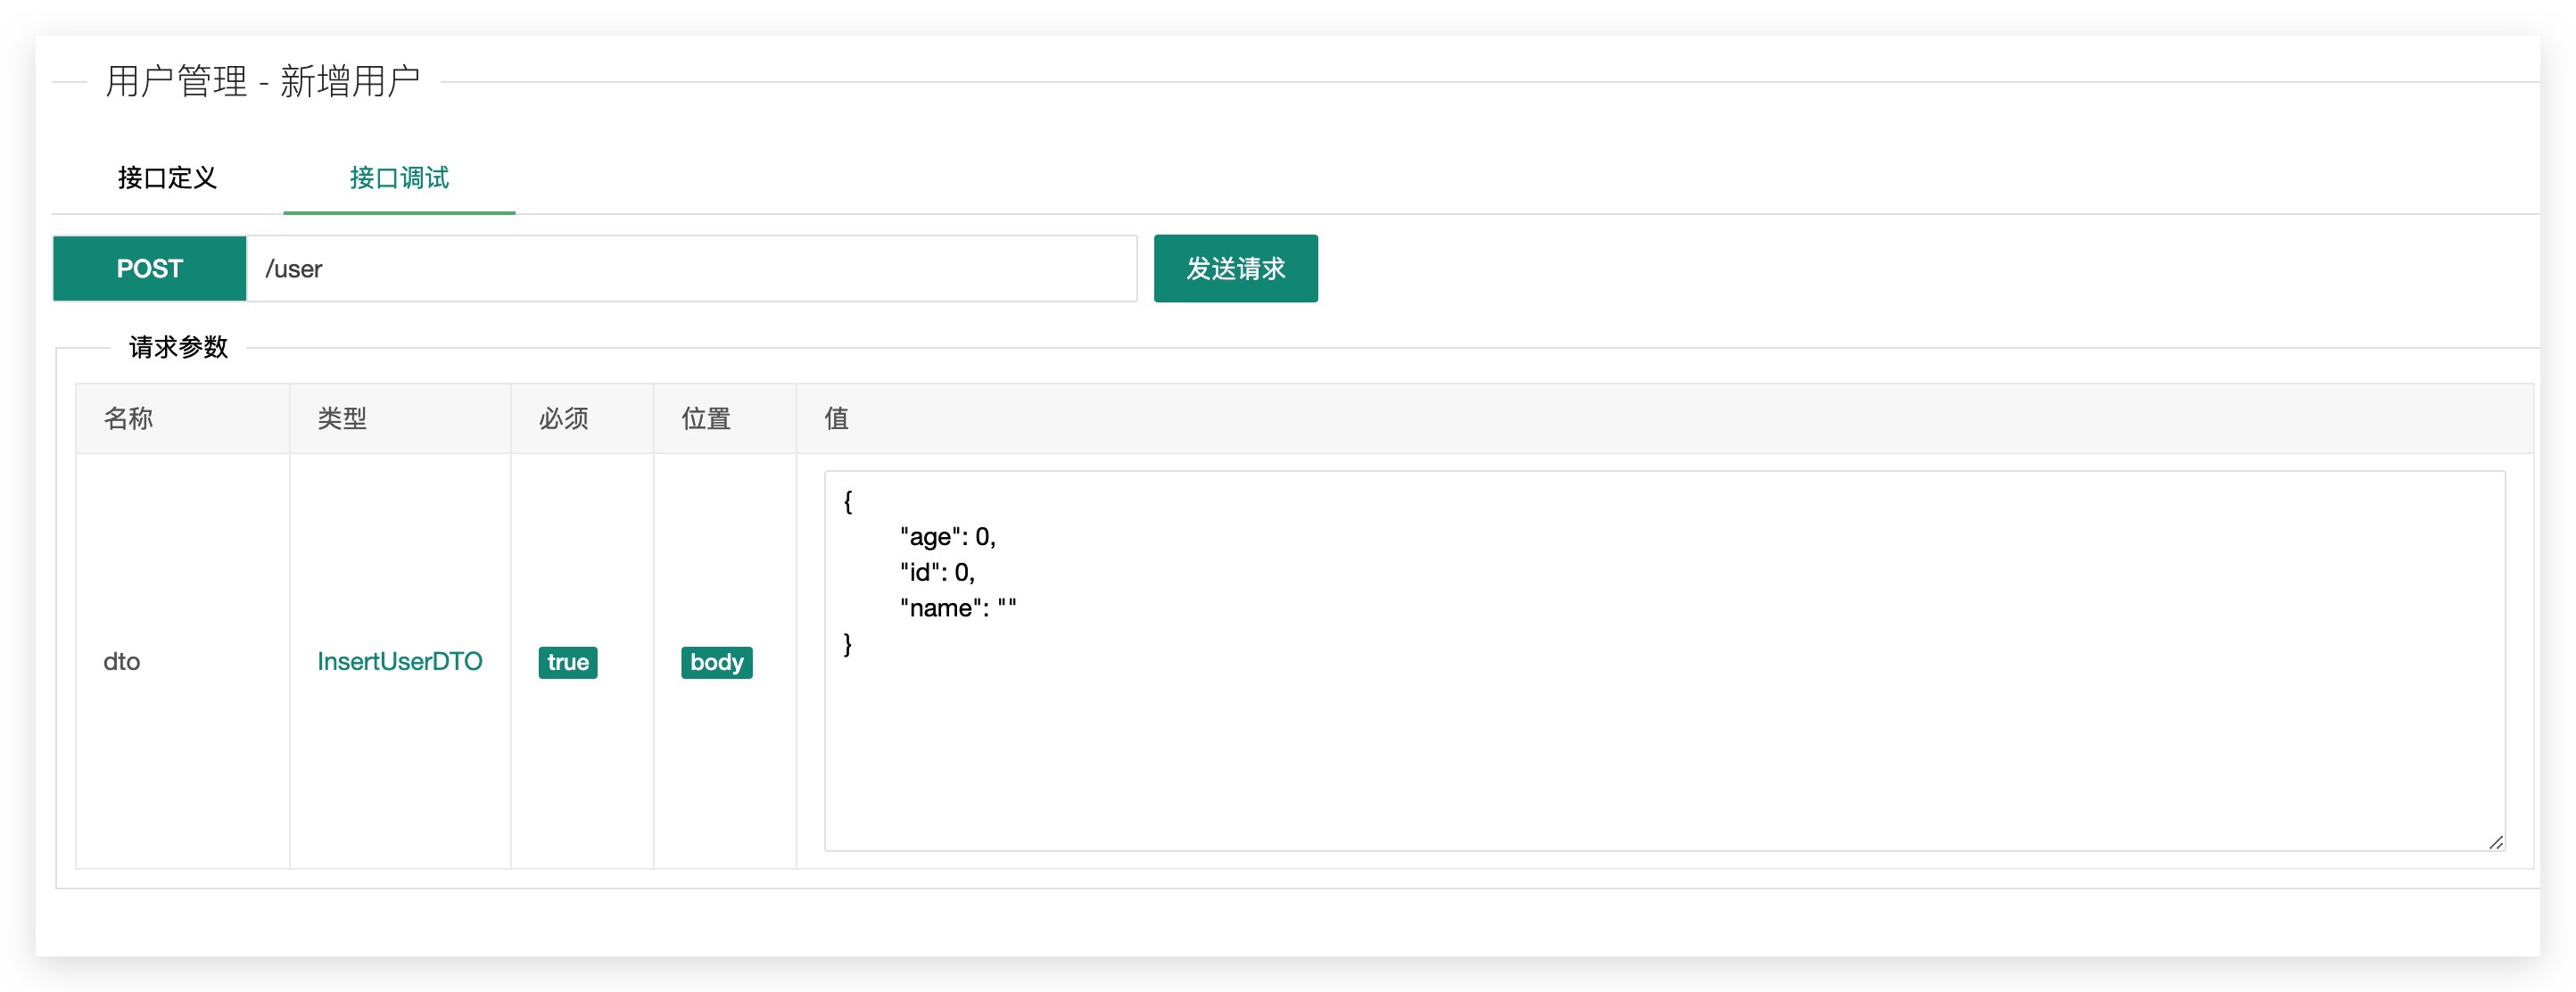 用户管理 - 新增用户
接口定义 接口调试
POST /user 发送请求
请求参数
名称 类型 必须 位置 值
dto InsertUserDTO true body
{
"age": 0,
"id": 0,
"name": ""
}